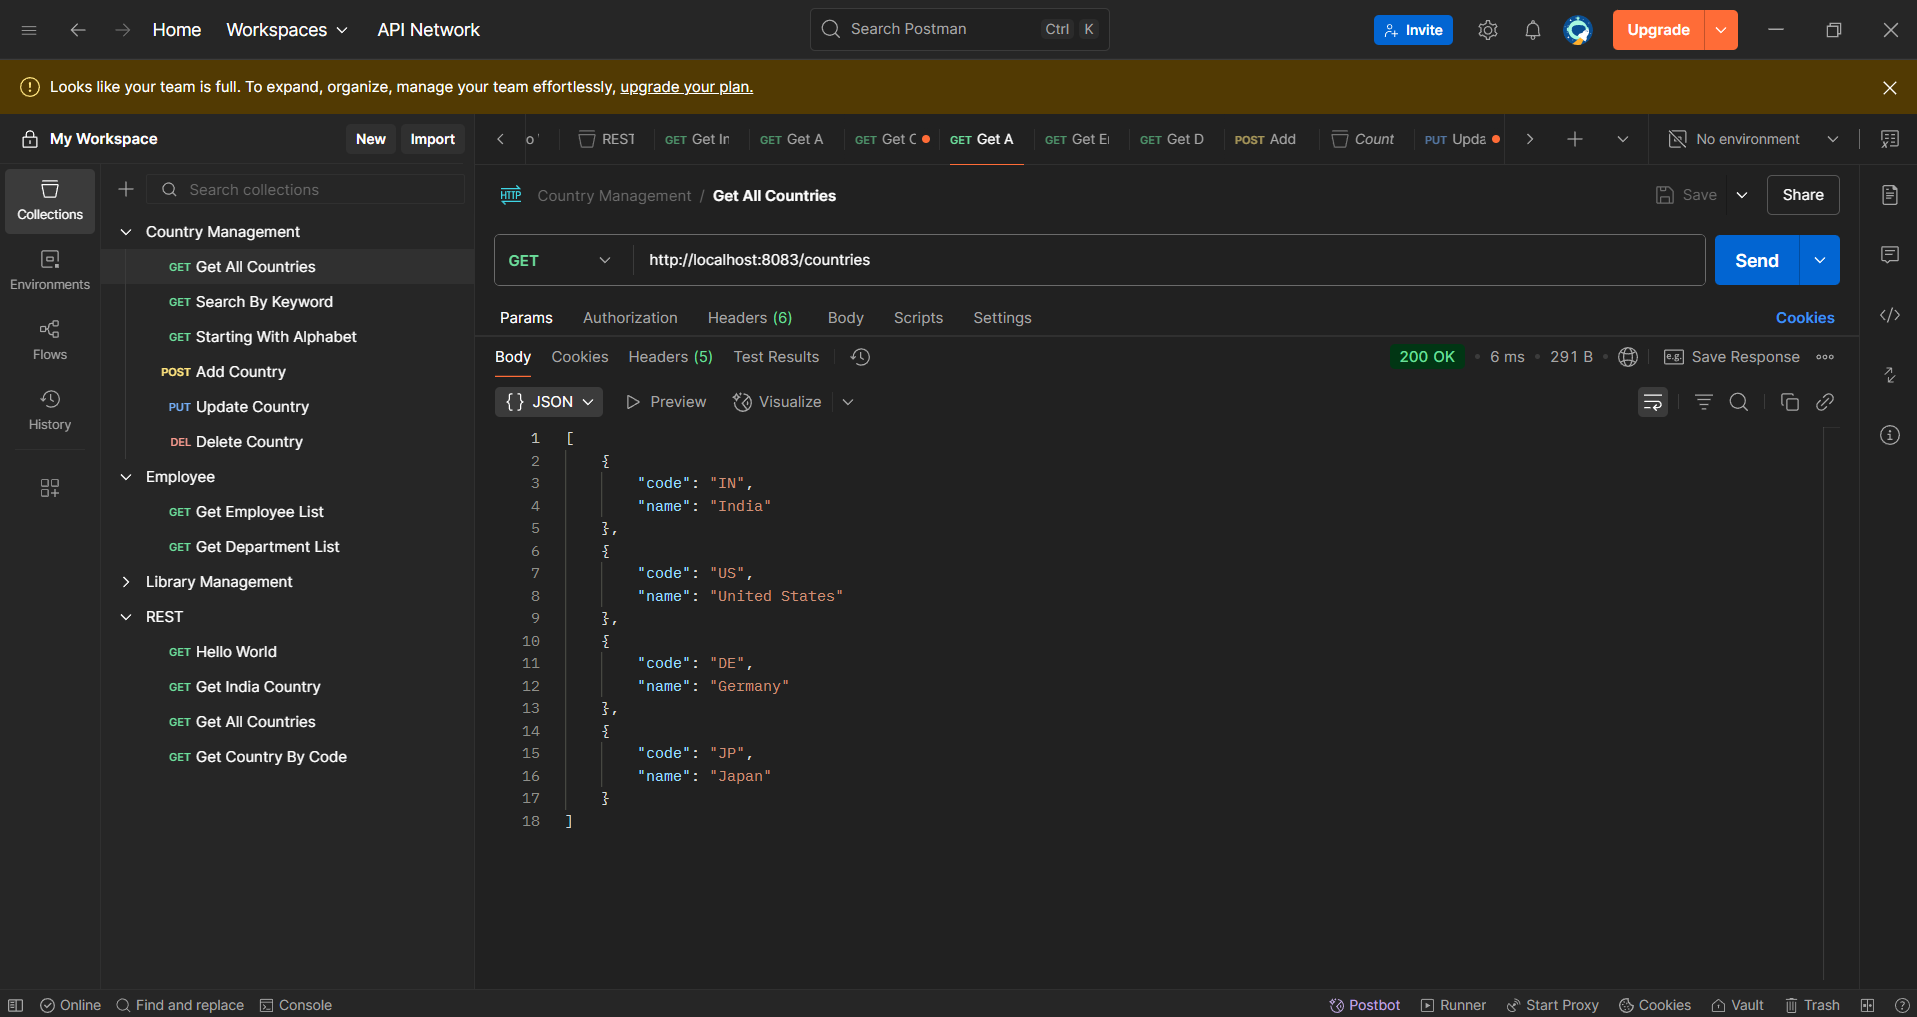 Home Workspaces API Network Search Postman Ctrl K Invite Upgrade
Looks like your team is full. To expand, organize, manage your team effortlessly, upgrade your plan.
My Workspace New Import
REST GET Get In GET Get A GET Get C GET Get A GET Get E GET Get D POST Add Count PUT Upda No environment
Collections
Environments
Flows
History
Search collections
Country Management
GET Get All Countries
GET Search By Keyword
GET Starting With Alphabet
POST Add Country
PUT Update Country
DEL Delete Country
Employee
GET Get Employee List
GET Get Department List
Library Management
REST
GET Hello World
GET Get India Country
GET Get All Countries
GET Get Country By Code
HTTP Country Management / Get All Countries Save Share
GET http://localhost:8083/countries Send
Params Authorization Headers (6) Body Scripts Settings Cookies
Body Cookies Headers (5) Test Results 200 OK • 6 ms • 291 B • e.g. Save Response
{} JSON Preview Visualize
1 [
2 {
3 "code": "IN",
4 "name": "India"
5 },
6 {
7 "code": "US",
8 "name": "United States"
9 },
10 {
11 "code": "DE",
12 "name": "Germany"
13 },
14 {
15 "code": "JP",
16 "name": "Japan"
17 }
18 ]
Online Find and replace Console Postbot Runner Start Proxy Cookies Vault Trash